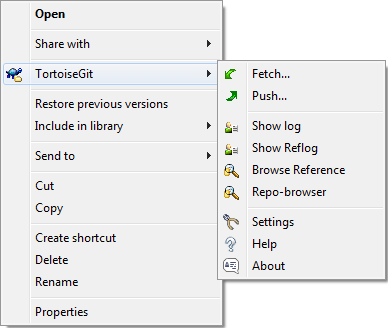 Open
Share with
TortoiseGit
Restore previous versions
Include in library
Send to
Cut
Copy
Create shortcut
Delete
Rename
Properties
Fetch...
Push...
Show log
Show Reflog
Browse Reference
Repo-browser
Settings
Help
About